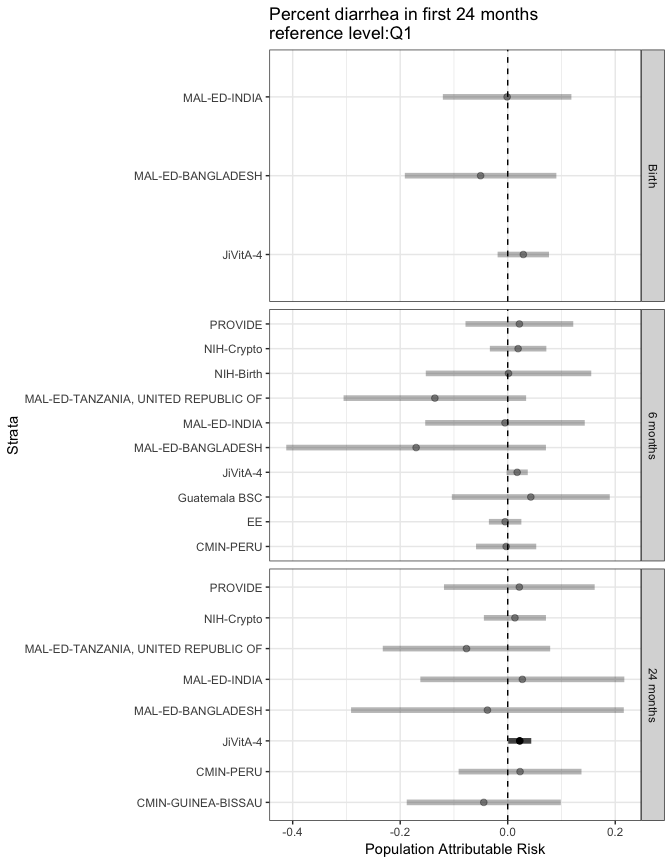 Percent diarrhea in first 24 months
reference level:Q1
MAL-ED-INDIA
MAL-ED-BANGLADESH
JiVitA-4
Birth
PROVIDE
NIH-Crypto
NIH-Birth
MAL-ED-TANZANIA, UNITED REPUBLIC OF
MAL-ED-INDIA
MAL-ED-BANGLADESH
JiVitA-4
Guatemala BSC
EE
CMIN-PERU
6 months
PROVIDE
NIH-Crypto
MAL-ED-TANZANIA, UNITED REPUBLIC OF
MAL-ED-INDIA
MAL-ED-BANGLADESH
JiVitA-4
CMIN-PERU
CMIN-GUINEA-BISSAU
24 months
Strata
-0.4 -0.2 0.0 0.2
Population Attributable Risk